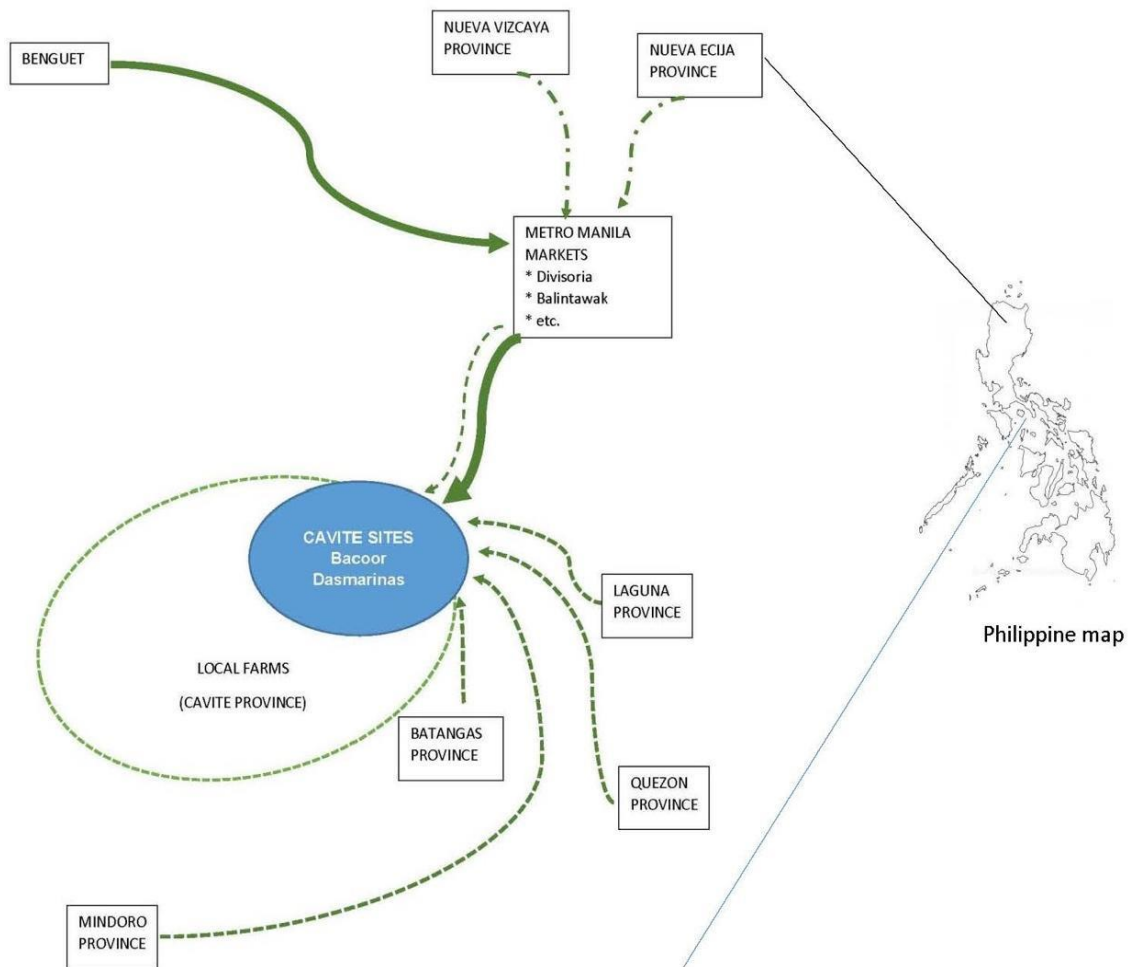 BENGUET
NUEVA VIZCAYA
PROVINCE
NUEVA ECIJA
PROVINCE
METRO MANILA
MARKETS
* Divisoria
* Balintawak
* etc.
CAVITE SITES
Bacoor
Dasmarinas
LAGUNA
PROVINCE
Philippine map
LOCAL FARMS
(CAVITE PROVINCE)
BATANGAS
PROVINCE
QUEZON
PROVINCE
MINDORO
PROVINCE